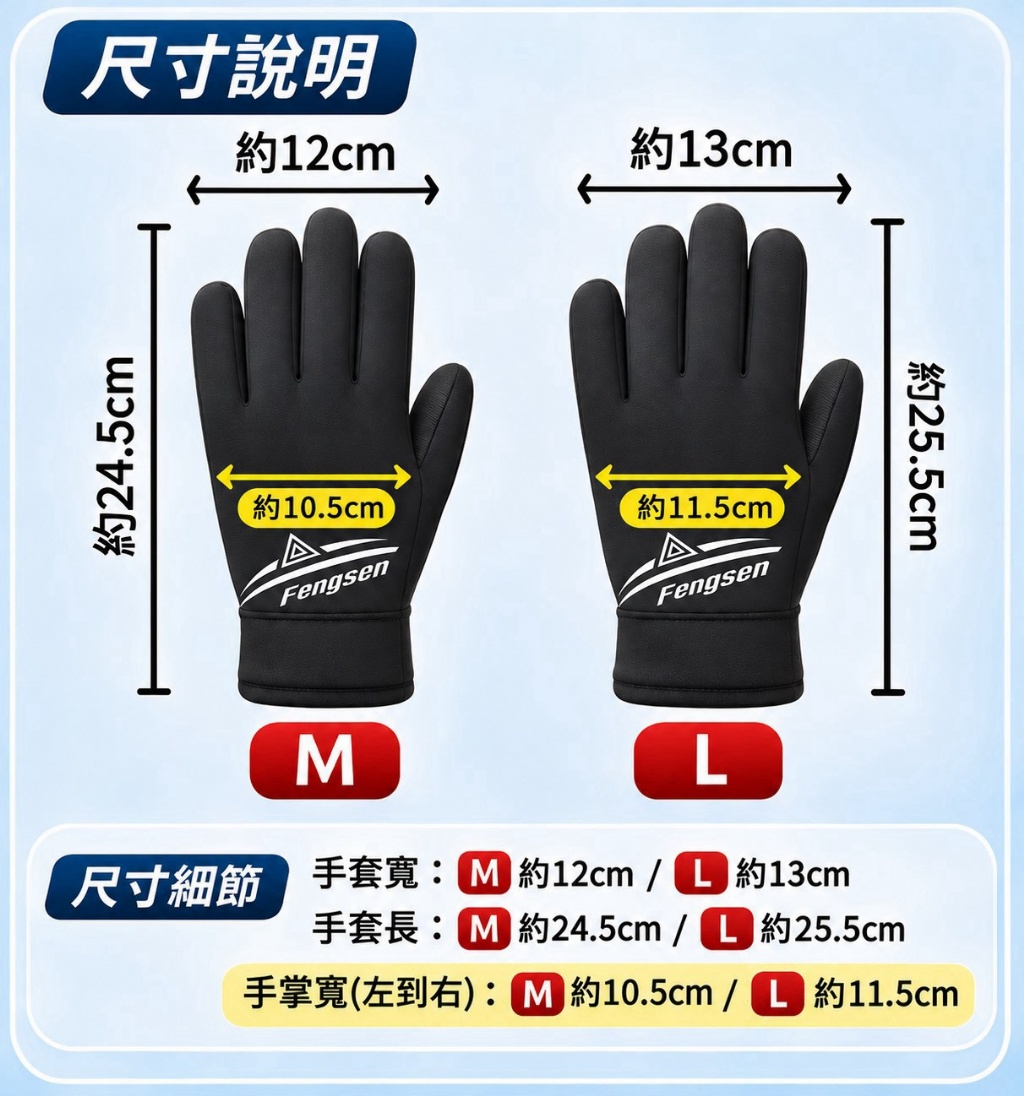 尺寸說明
約12cm
約13cm
約24.5cm
約25.5cm
約10.5cm
約11.5cm
Fengsen
Fengsen
M
L
尺寸細節
手套寬：M 約12cm / L 約13cm
手套長：M 約24.5cm / L 約25.5cm
手掌寬(左到右)：M 約10.5cm / L 約11.5cm